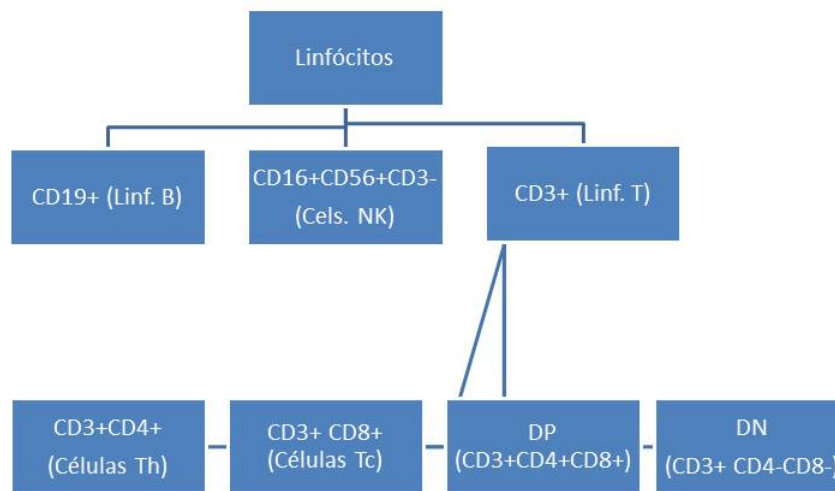 Linfócitos
CD19+ (Linf. B)
CD16+CD56+CD3-
(Cels. NK)
CD3+ (Linf. T)
CD3+CD4+
(Células Th)
CD3+ CD8+
(Células Tc)
DP
(CD3+CD4+CD8+)
DN
(CD3+ CD4-CD8-)